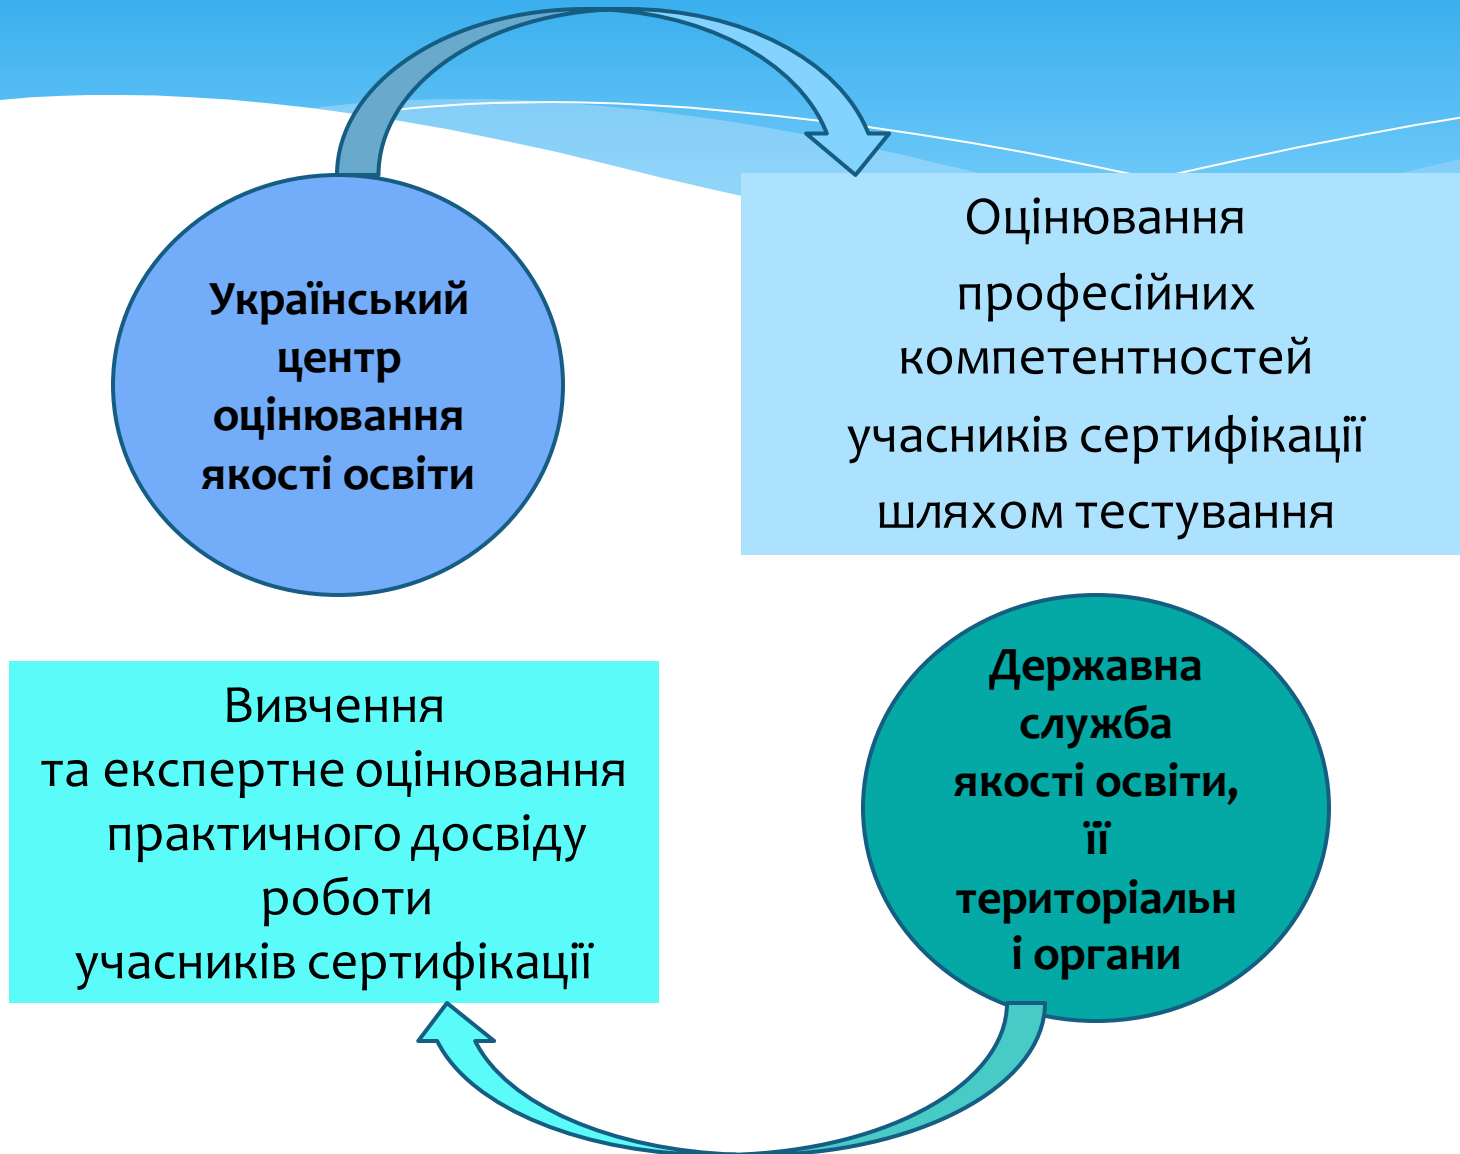 Український
центр
оцінювання
якості освіти
Оцінювання
професійних
компетентностей
учасників сертифікації
шляхом тестування
Вивчення
та експертне оцінювання
практичного досвіду
роботи
учасників сертифікації
Державна
служба
якості освіти,
її
територіальн
і органи